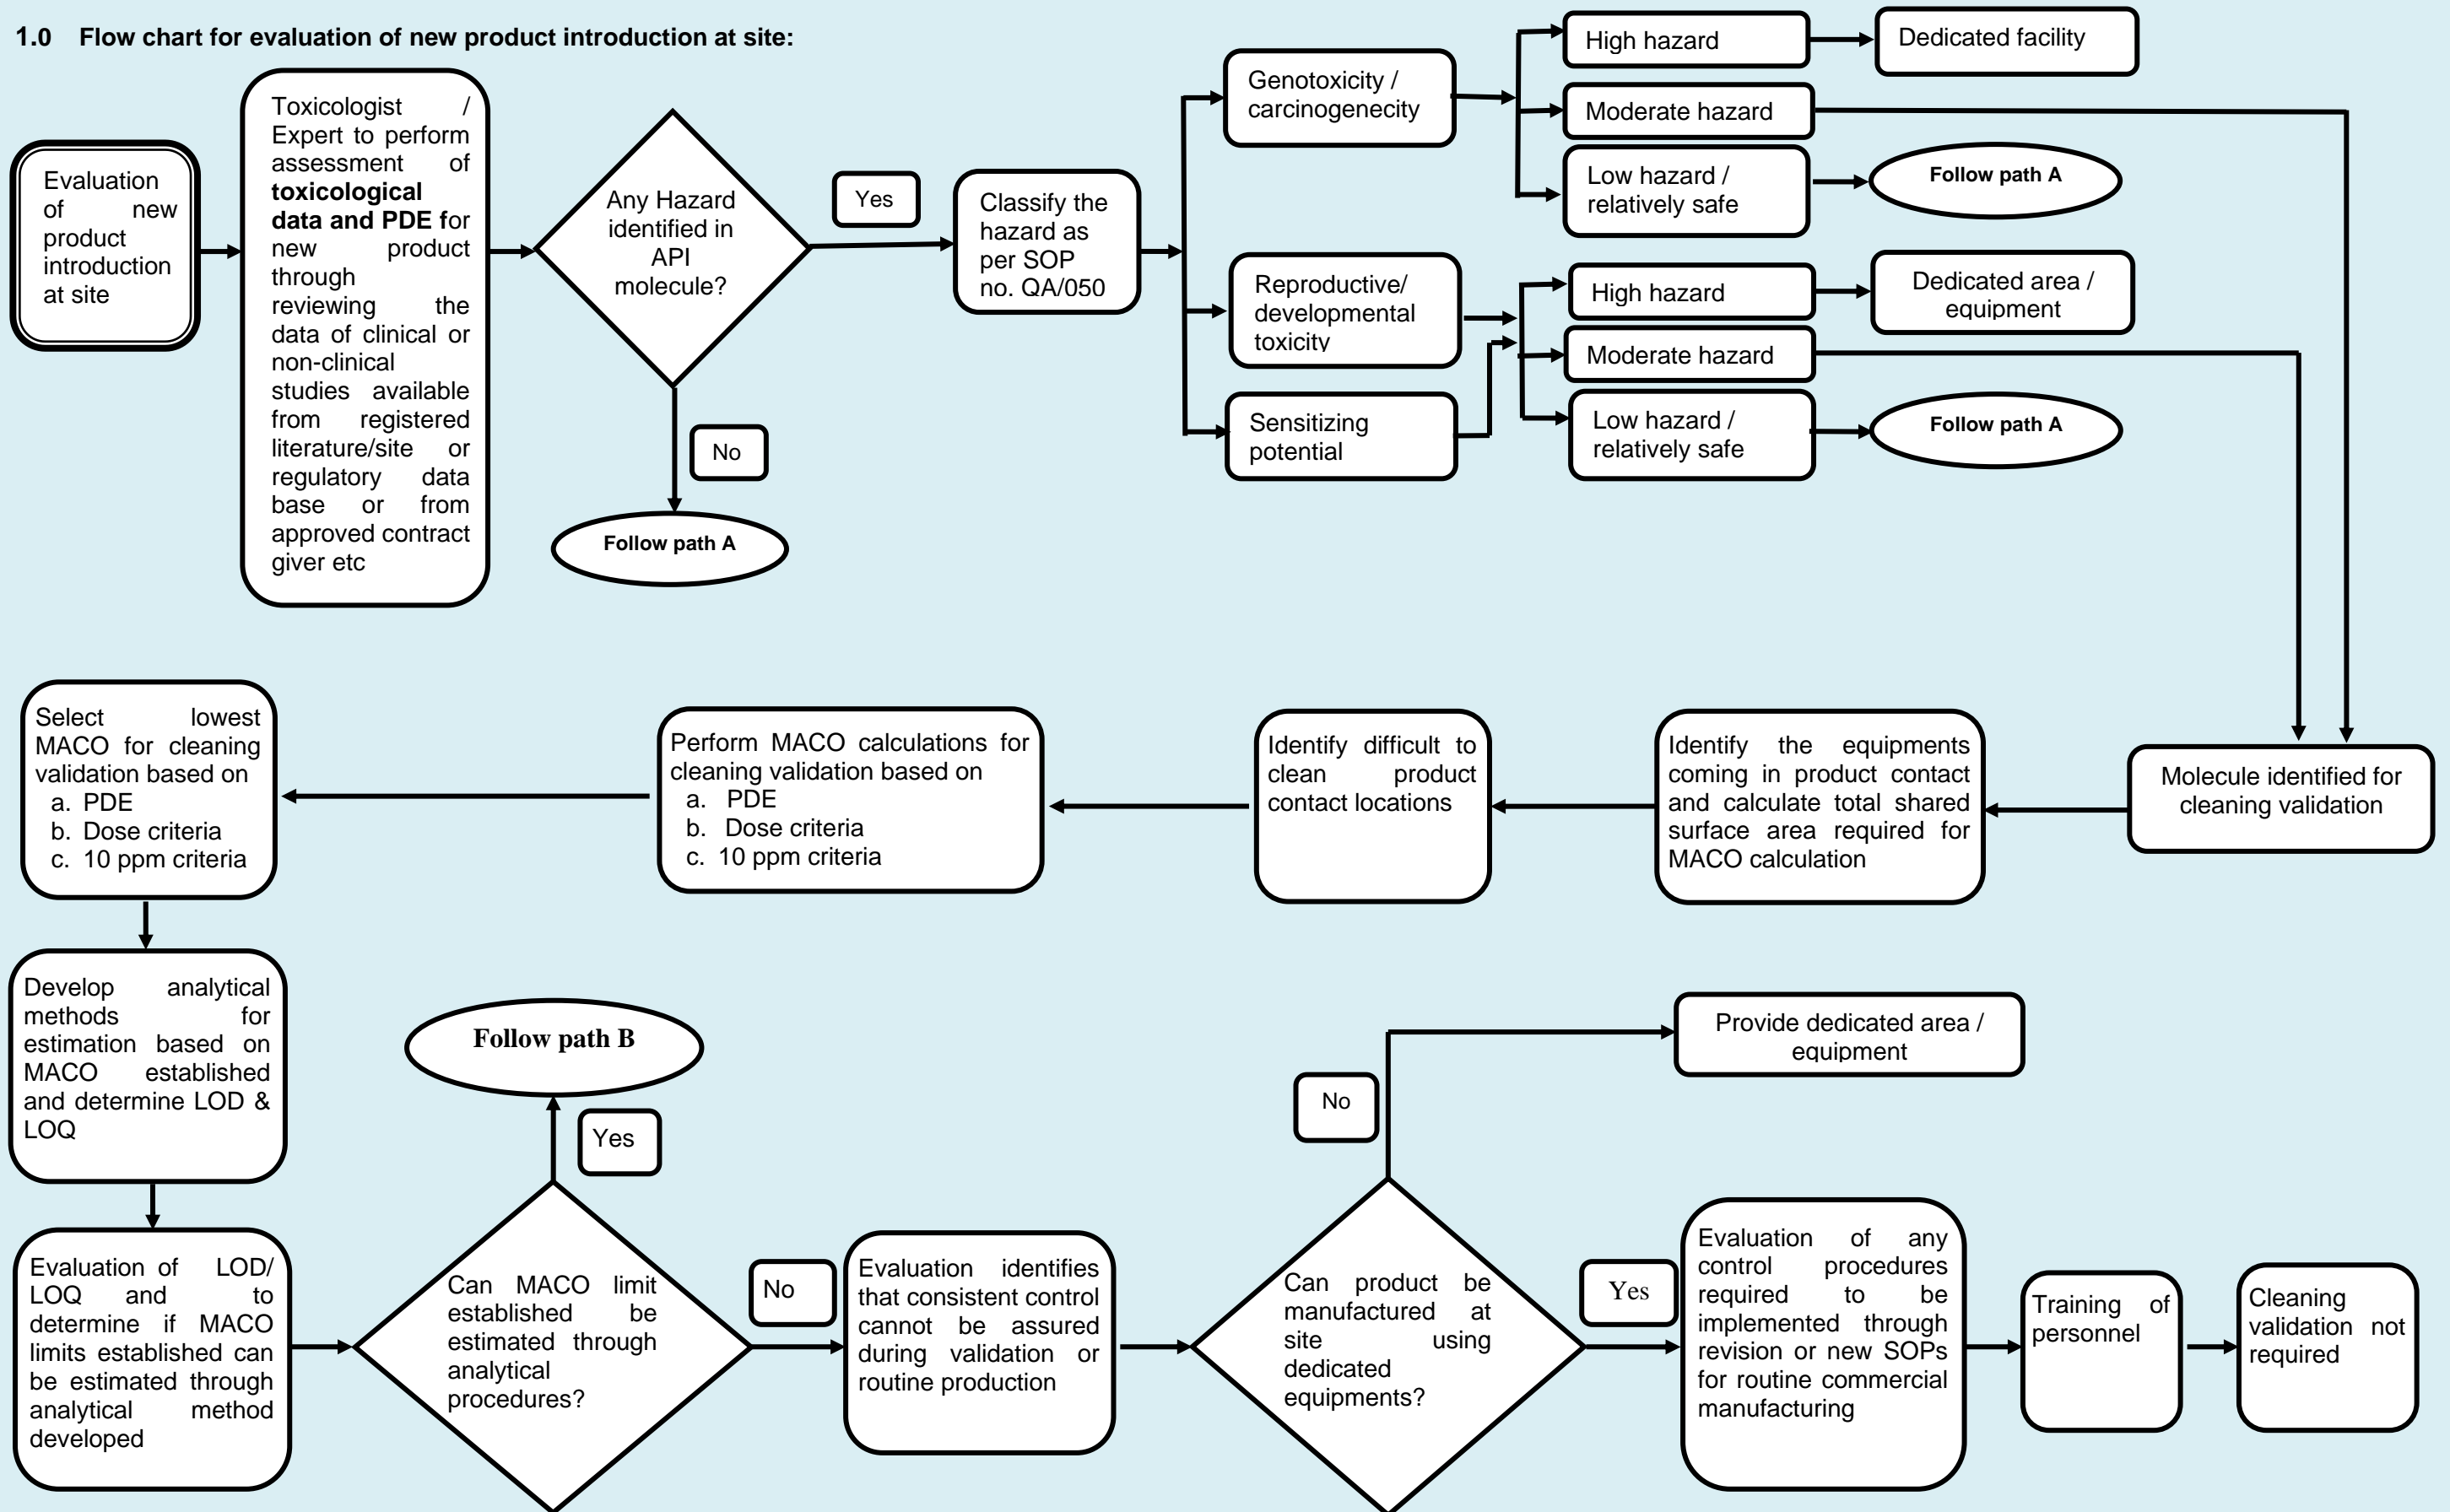 1.0 Flow chart for evaluation of new product introduction at site:
Evaluation
of new
product
introduction
at site
Toxicologist /
Expert to perform
assessment of
toxicological
data and PDE for
new product
through
reviewing the
data of clinical or
non-clinical
studies available
from registered
literature/site or
regulatory data
base or from
approved contract
giver etc
Any Hazard
identified in
API
molecule?
Yes
No
Follow path A
Classify the
hazard as
per SOP
no. QA/050
Genotoxicity /
carcinogenecity
High hazard
Dedicated facility
Moderate hazard
Low hazard /
relatively safe
Follow path A
Reproductive/
developmental
toxicity
Sensitizing
potential
High hazard
Dedicated area /
equipment
Moderate hazard
Low hazard /
relatively safe
Follow path A
Molecule identified for
cleaning validation
Identify the equipments
coming in product contact
and calculate total shared
surface area required for
MACO calculation
Identify difficult to
clean product
contact locations
Perform MACO calculations for
cleaning validation based on
a. PDE
b. Dose criteria
c. 10 ppm criteria
Select lowest
MACO for cleaning
validation based on
a. PDE
b. Dose criteria
c. 10 ppm criteria
Develop analytical
methods for
estimation based on
MACO established
and determine LOD &
LOQ
Evaluation of LOD/
LOQ and to
determine if MACO
limits established can
be estimated through
analytical method
developed
Can MACO limit
established be
estimated through
analytical
procedures?
Yes
Follow path B
No
Evaluation identifies
that consistent control
cannot be assured
during validation or
routine production
Can product be
manufactured at
site using
dedicated
equipments?
No
Provide dedicated area /
equipment
Yes
Evaluation of any
control procedures
required to be
implemented through
revision or new SOPs
for routine commercial
manufacturing
Training of
personnel
Cleaning
validation not
required